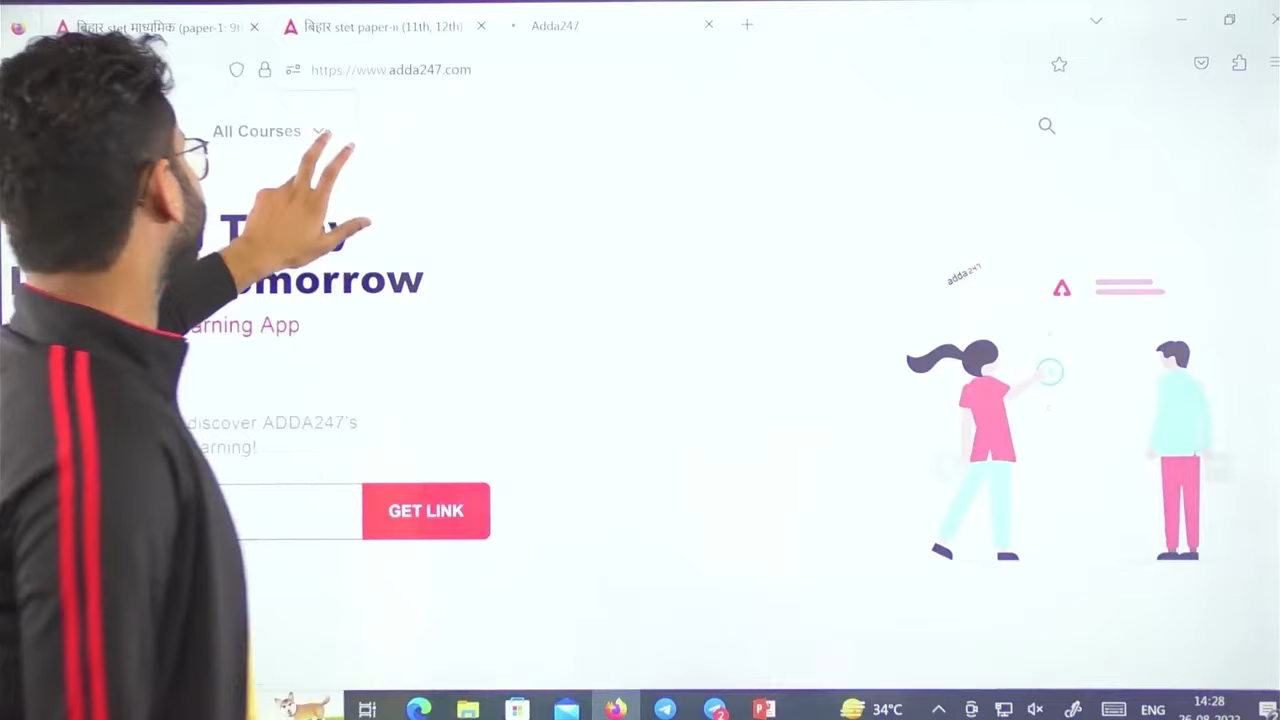 बिहार stet माध्यमिक (paper-1: 9t
बिहार stet paper-II (11th, 12th)
Adda247
https://www.adda247.com
All Courses
morrow
arning App
discover ADDA247's
arning!
GET LINK
adda247
2
34°C
ENG
14:28